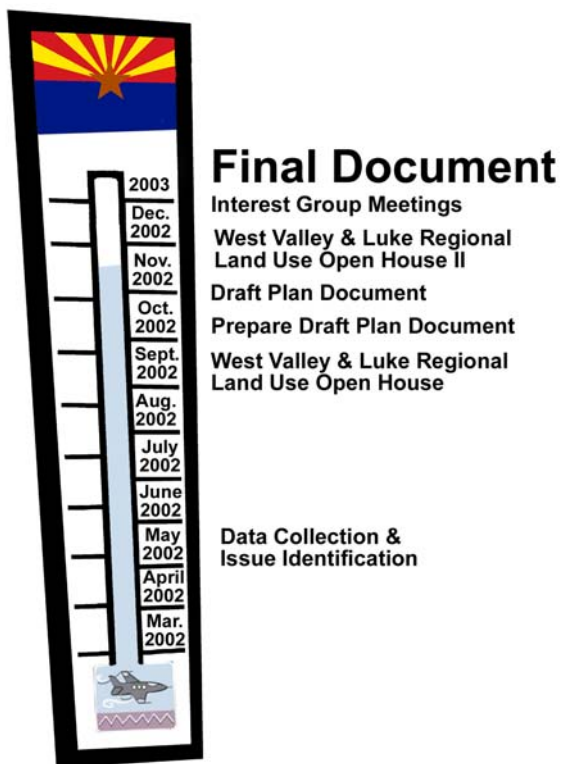 Final Document
2003
Interest Group Meetings
Dec.
2002
West Valley & Luke Regional
Land Use Open House II
Nov.
2002
Draft Plan Document
Oct.
2002
Prepare Draft Plan Document
Sept.
2002
West Valley & Luke Regional
Land Use Open House
Aug.
2002
July
2002
June
2002
May
2002
Data Collection &
Issue Identification
April
2002
Mar.
2002